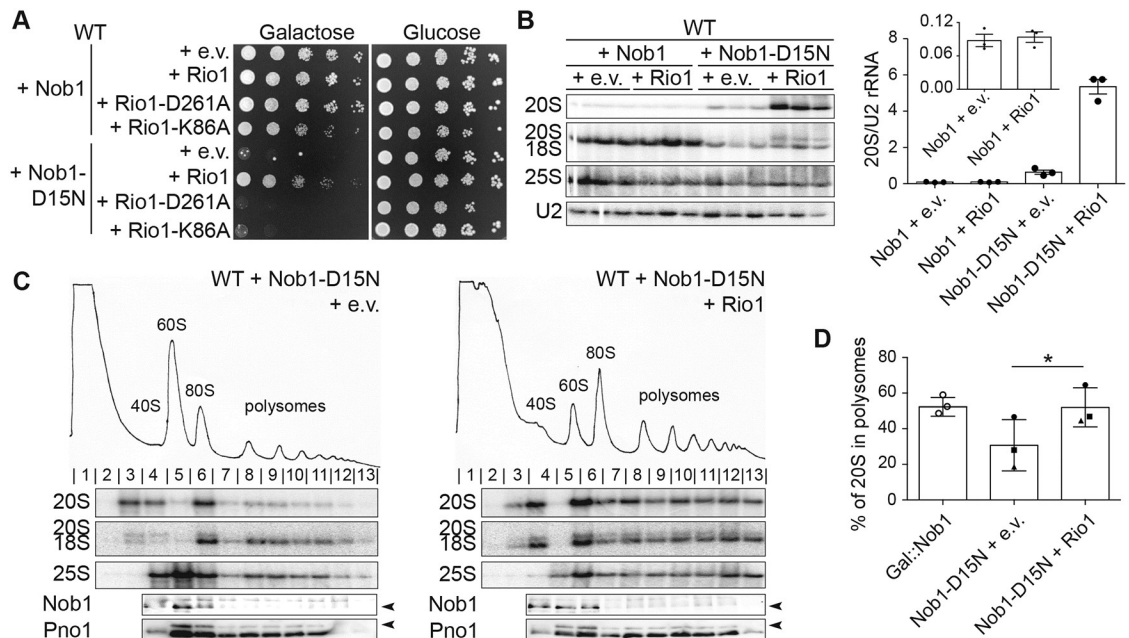 A
WT
Galactose
Glucose
+ Nob1
+ e.v.
+ Rio1
+ Rio1-D261A
+ Rio1-K86A
+ Nob1-
D15N
+ e.v.
+ Rio1
+ Rio1-D261A
+ Rio1-K86A
B
WT
+ Nob1
+ Nob1-D15N
+ e.v.
+ Rio1
+ e.v.
+ Rio1
20S
20S
18S
25S
U2
20S/U2 rRNA
8
6
4
2
0
Nob1 + e.v.
Nob1 + Rio1
Nob1-D15N + e.v.
Nob1-D15N + Rio1
0.12
0.06
0.00
Nob1 + e.v.
Nob1 + Rio1
C
WT + Nob1-D15N
+ e.v.
40S
60S
80S
polysomes
1 2 3 4 5 6 7 8 9 10 11 12 13
20S
20S
18S
25S
Nob1
Pno1
WT + Nob1-D15N
+ Rio1
40S
60S
80S
polysomes
1 2 3 4 5 6 7 8 9 10 11 12 13
20S
20S
18S
25S
Nob1
Pno1
D
% of 20S in polysomes
80
60
40
20
0
*
Gal::Nob1
Nob1-D15N + e.v.
Nob1-D15N + Rio1